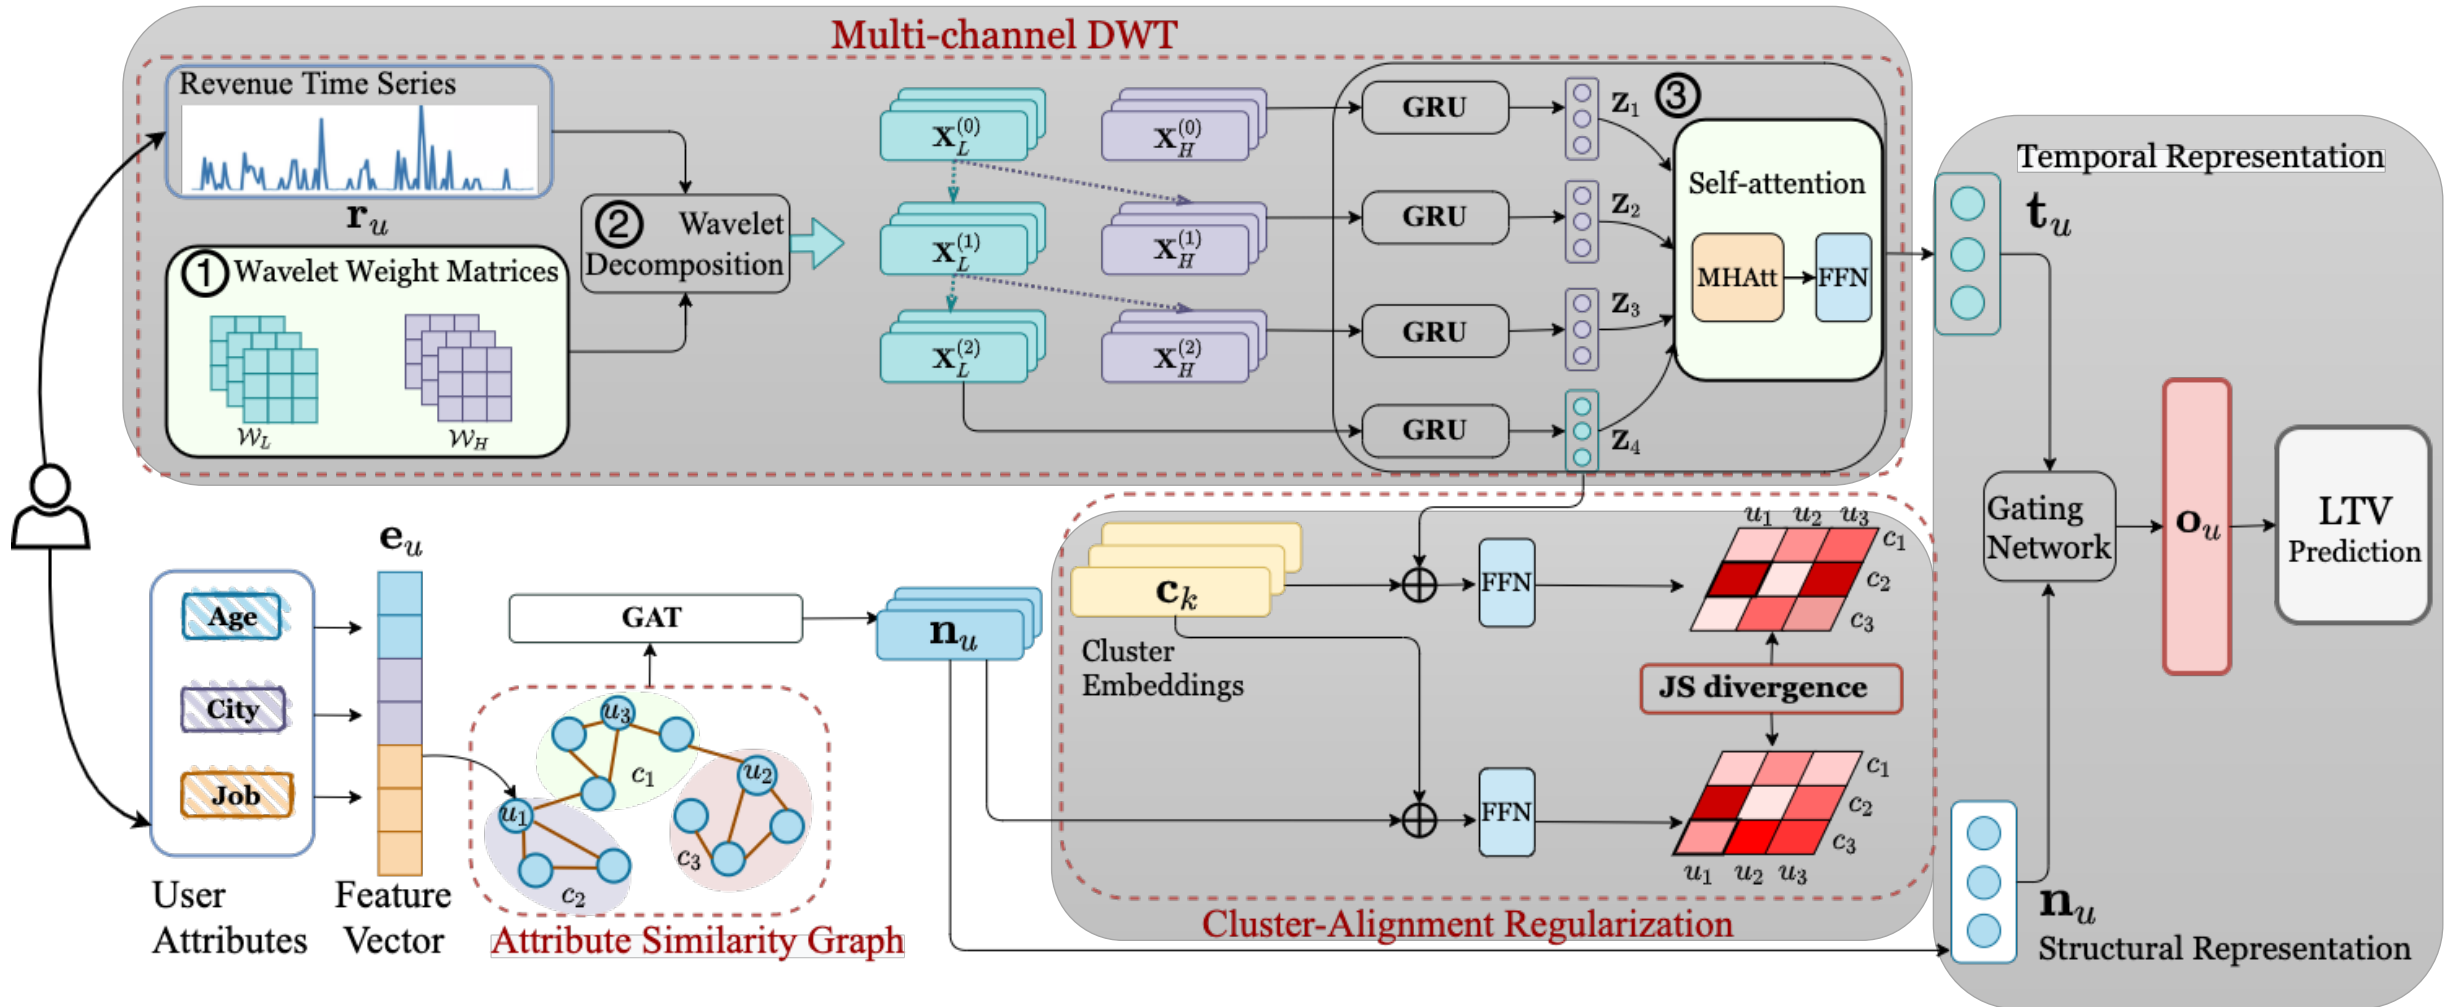 Multi-channel DWT
Revenue Time Series
r_u
① Wavelet Weight Matrices
W_L
W_H
② Wavelet
Decomposition
X_L^(0)
X_H^(0)
X_L^(1)
X_H^(1)
X_L^(2)
X_H^(2)
GRU
GRU
GRU
GRU
z_1
z_2
z_3
z_4
③
Self-attention
MHAtt
FFN
Temporal Representation
t_u
Gating
Network
o_u
LTV
Prediction
n_u
Structural Representation
e_u
Age
City
Job
User
Attributes
Feature
Vector
GAT
n_u
u_3
c_1
u_2
u_1
c_3
c_2
Attribute Similarity Graph
c_k
Cluster
Embeddings
FFN
FFN
u_1 u_2 u_3
c_1
c_2
c_3
JS divergence
c_1
c_2
c_3
u_1 u_2 u_3
Cluster-Alignment Regularization